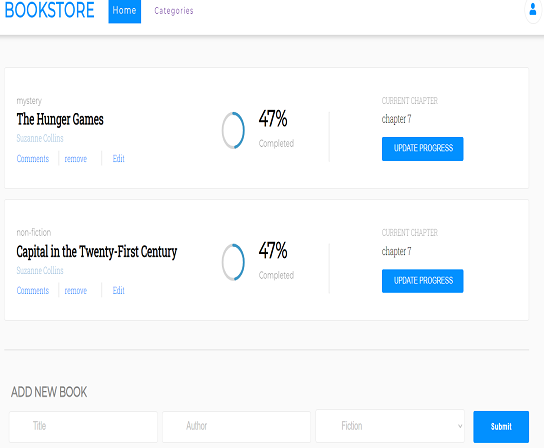 BOOKSTORE Home Categories
mystery
The Hunger Games
Suzanne Collins
Comments remove Edit
47%
Completed
CURRENT CHAPTER
chapter 7
UPDATE PROGRESS
non-fiction
Capital in the Twenty-First Century
Suzanne Collins
Comments remove Edit
47%
Completed
CURRENT CHAPTER
chapter 7
UPDATE PROGRESS
ADD NEW BOOK
Title Author Fiction Submit